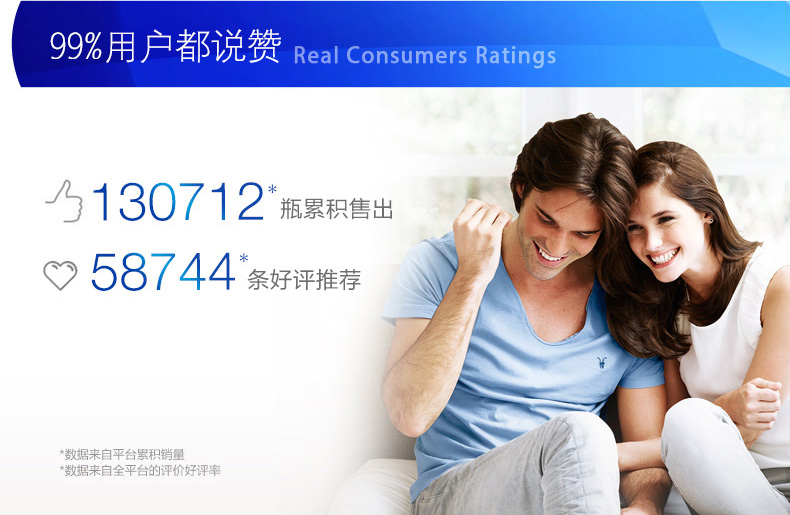 99%用户都说赞 Real Consumers Ratings
130712*瓶累积售出
58744*条好评推荐
*数据来自平台累积销量
*数据来自全平台的评价好评率